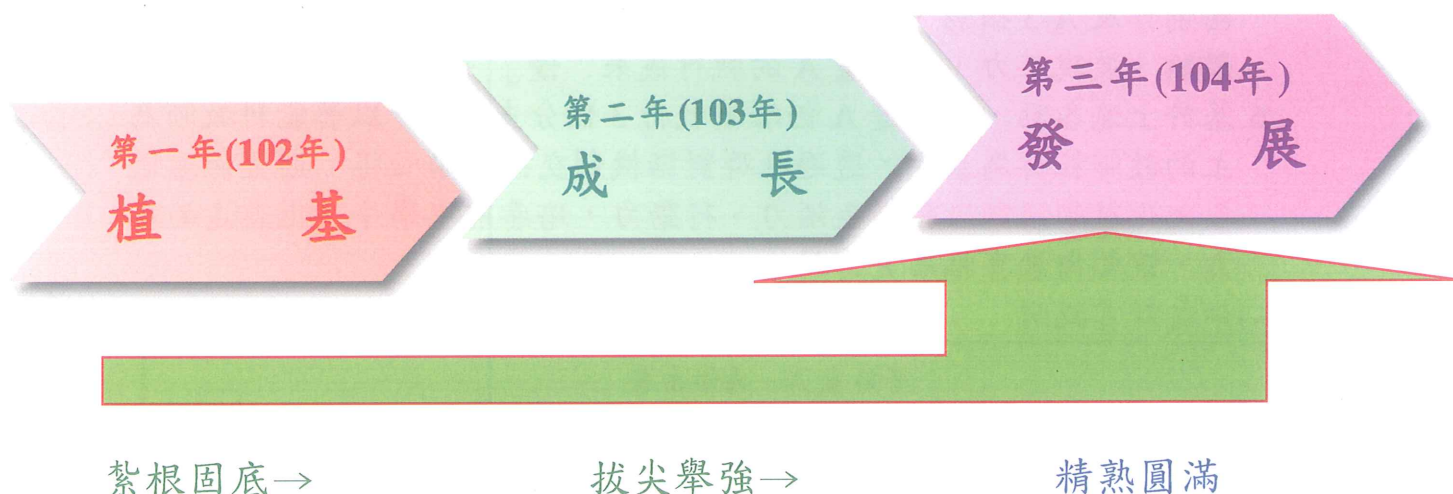 第一年(102年)
植基
第二年(103年)
成長
第三年(104年)
發展
紮根固底→
拔尖舉強→
精熟圓滿